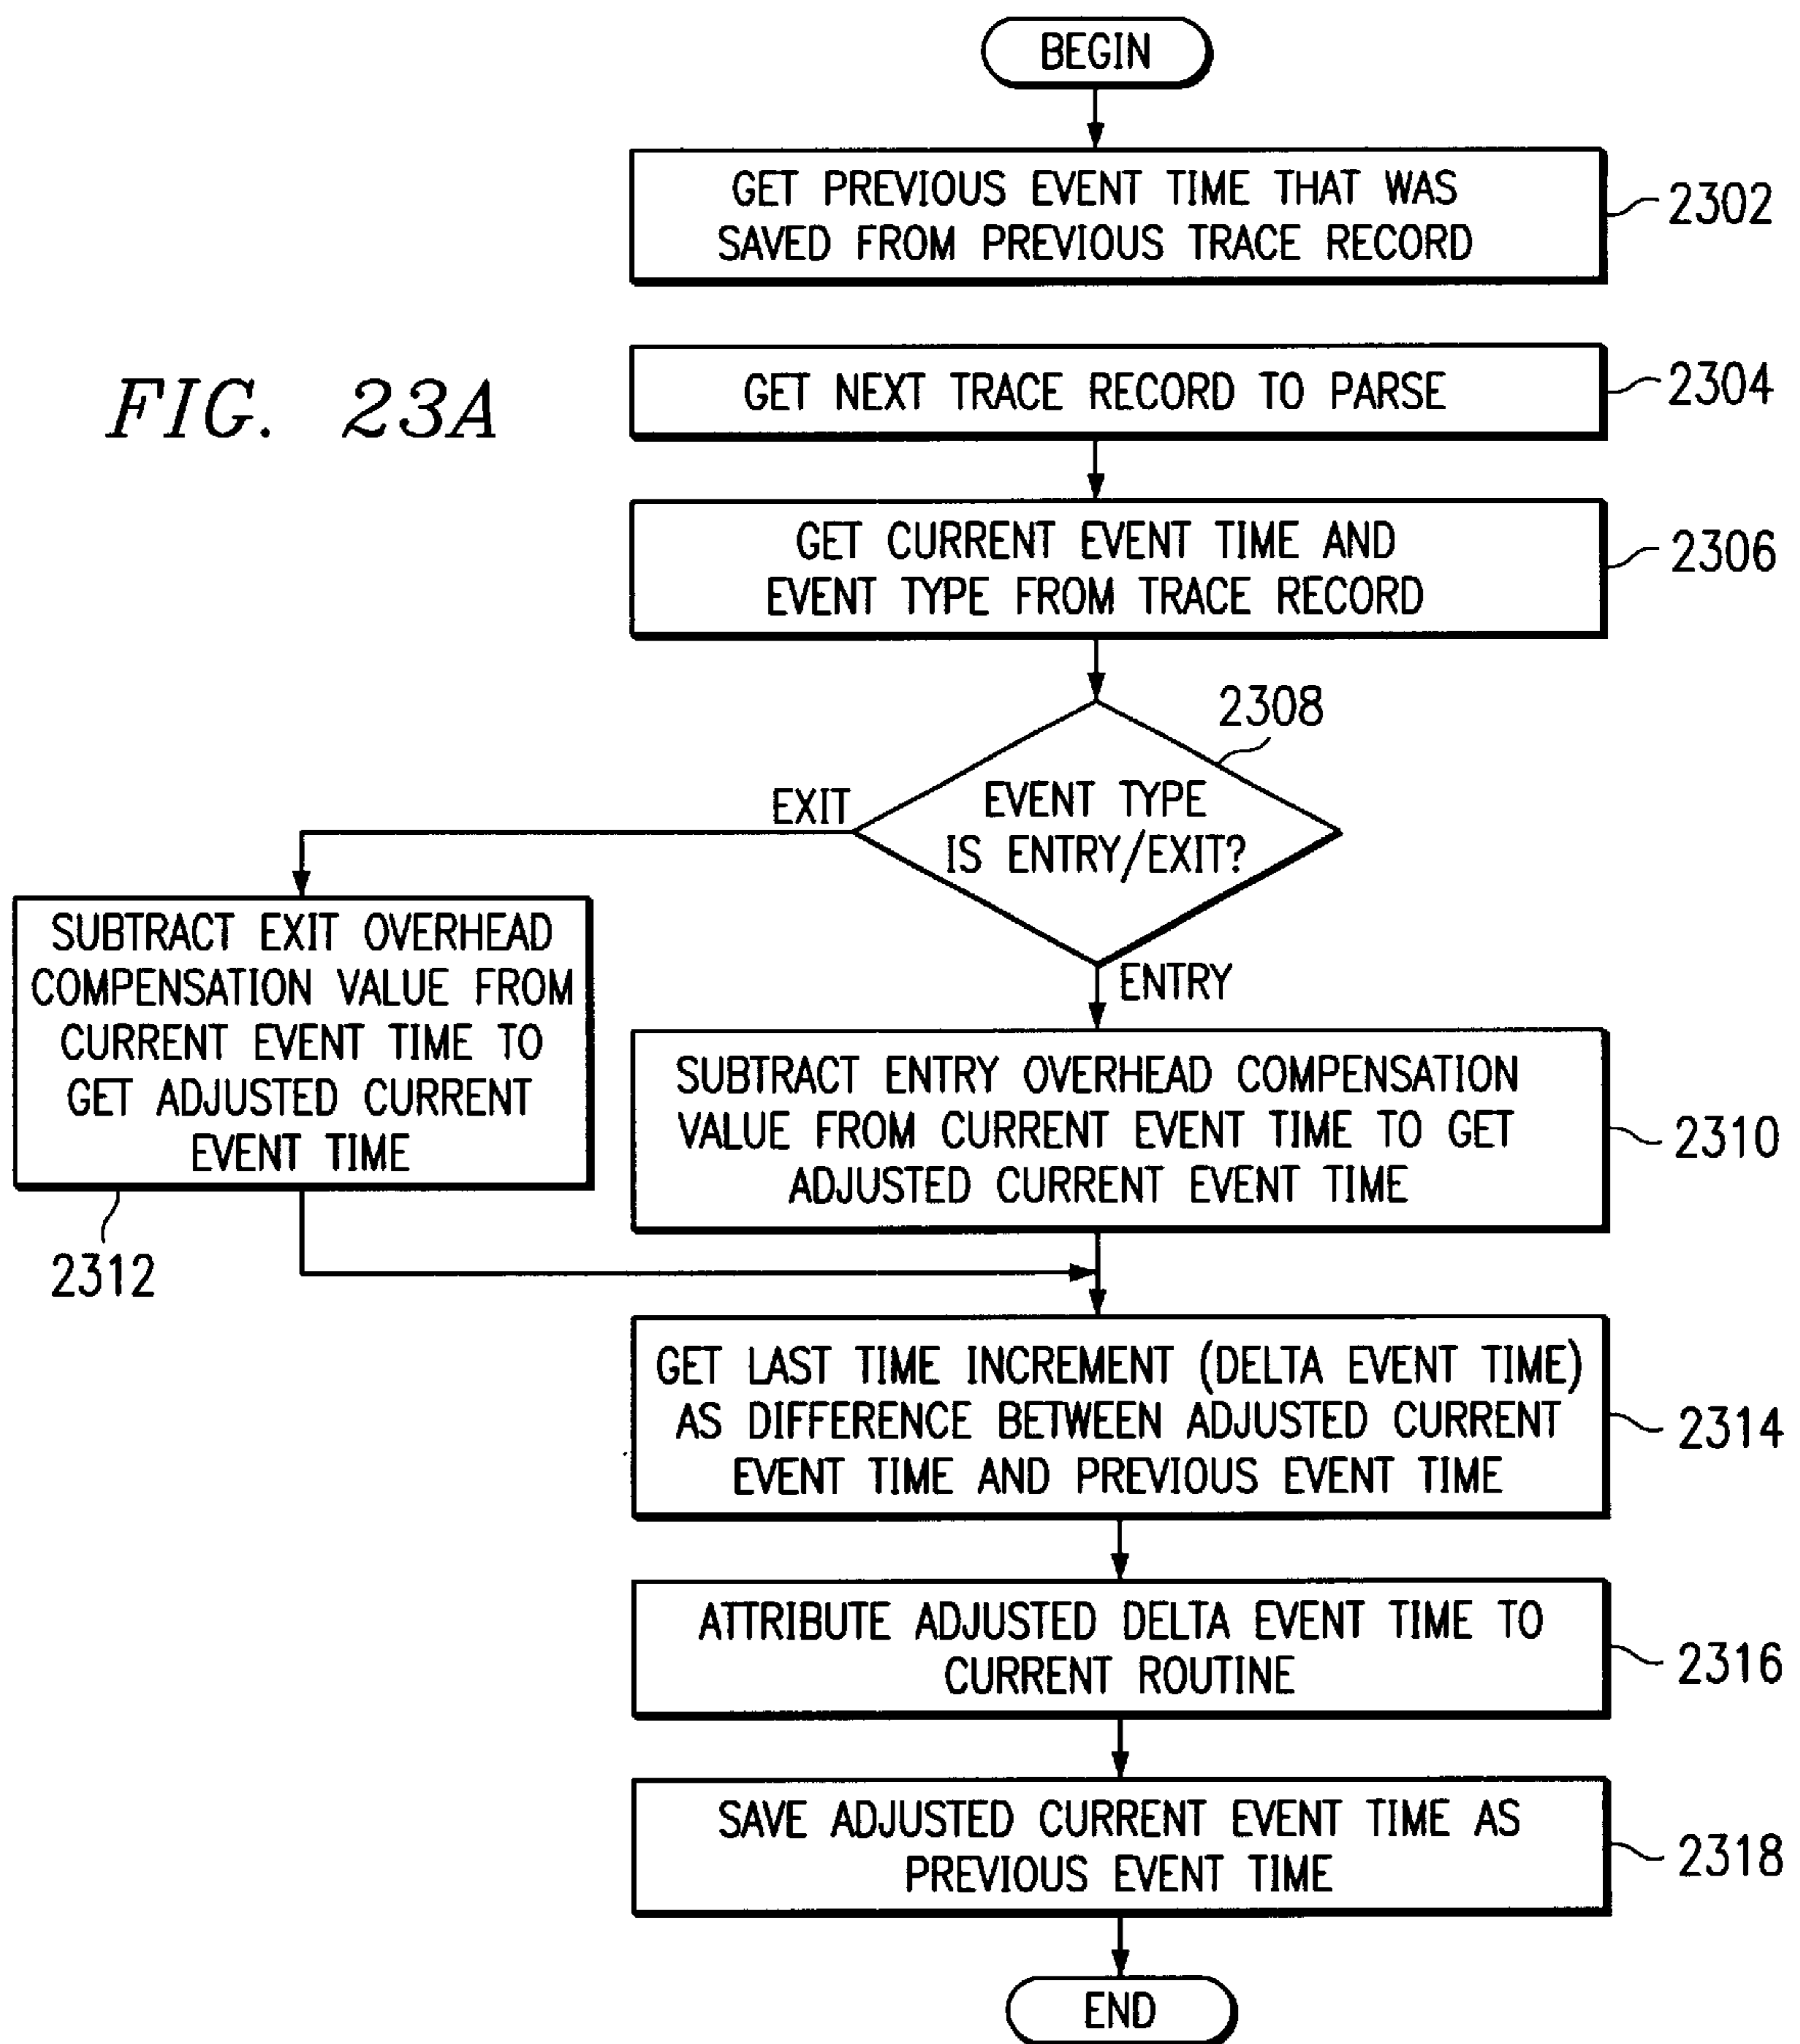 BEGIN
GET PREVIOUS EVENT TIME THAT WAS
SAVED FROM PREVIOUS TRACE RECORD
2302
FIG. 23A
GET NEXT TRACE RECORD TO PARSE
2304
GET CURRENT EVENT TIME AND
EVENT TYPE FROM TRACE RECORD
2306
2308
EVENT TYPE
IS ENTRY/EXIT?
EXIT
ENTRY
SUBTRACT EXIT OVERHEAD
COMPENSATION VALUE FROM
CURRENT EVENT TIME TO
GET ADJUSTED CURRENT
EVENT TIME
2312
SUBTRACT ENTRY OVERHEAD COMPENSATION
VALUE FROM CURRENT EVENT TIME TO GET
ADJUSTED CURRENT EVENT TIME
2310
GET LAST TIME INCREMENT (DELTA EVENT TIME)
AS DIFFERENCE BETWEEN ADJUSTED CURRENT
EVENT TIME AND PREVIOUS EVENT TIME
2314
ATTRIBUTE ADJUSTED DELTA EVENT TIME TO
CURRENT ROUTINE
2316
SAVE ADJUSTED CURRENT EVENT TIME AS
PREVIOUS EVENT TIME
2318
END